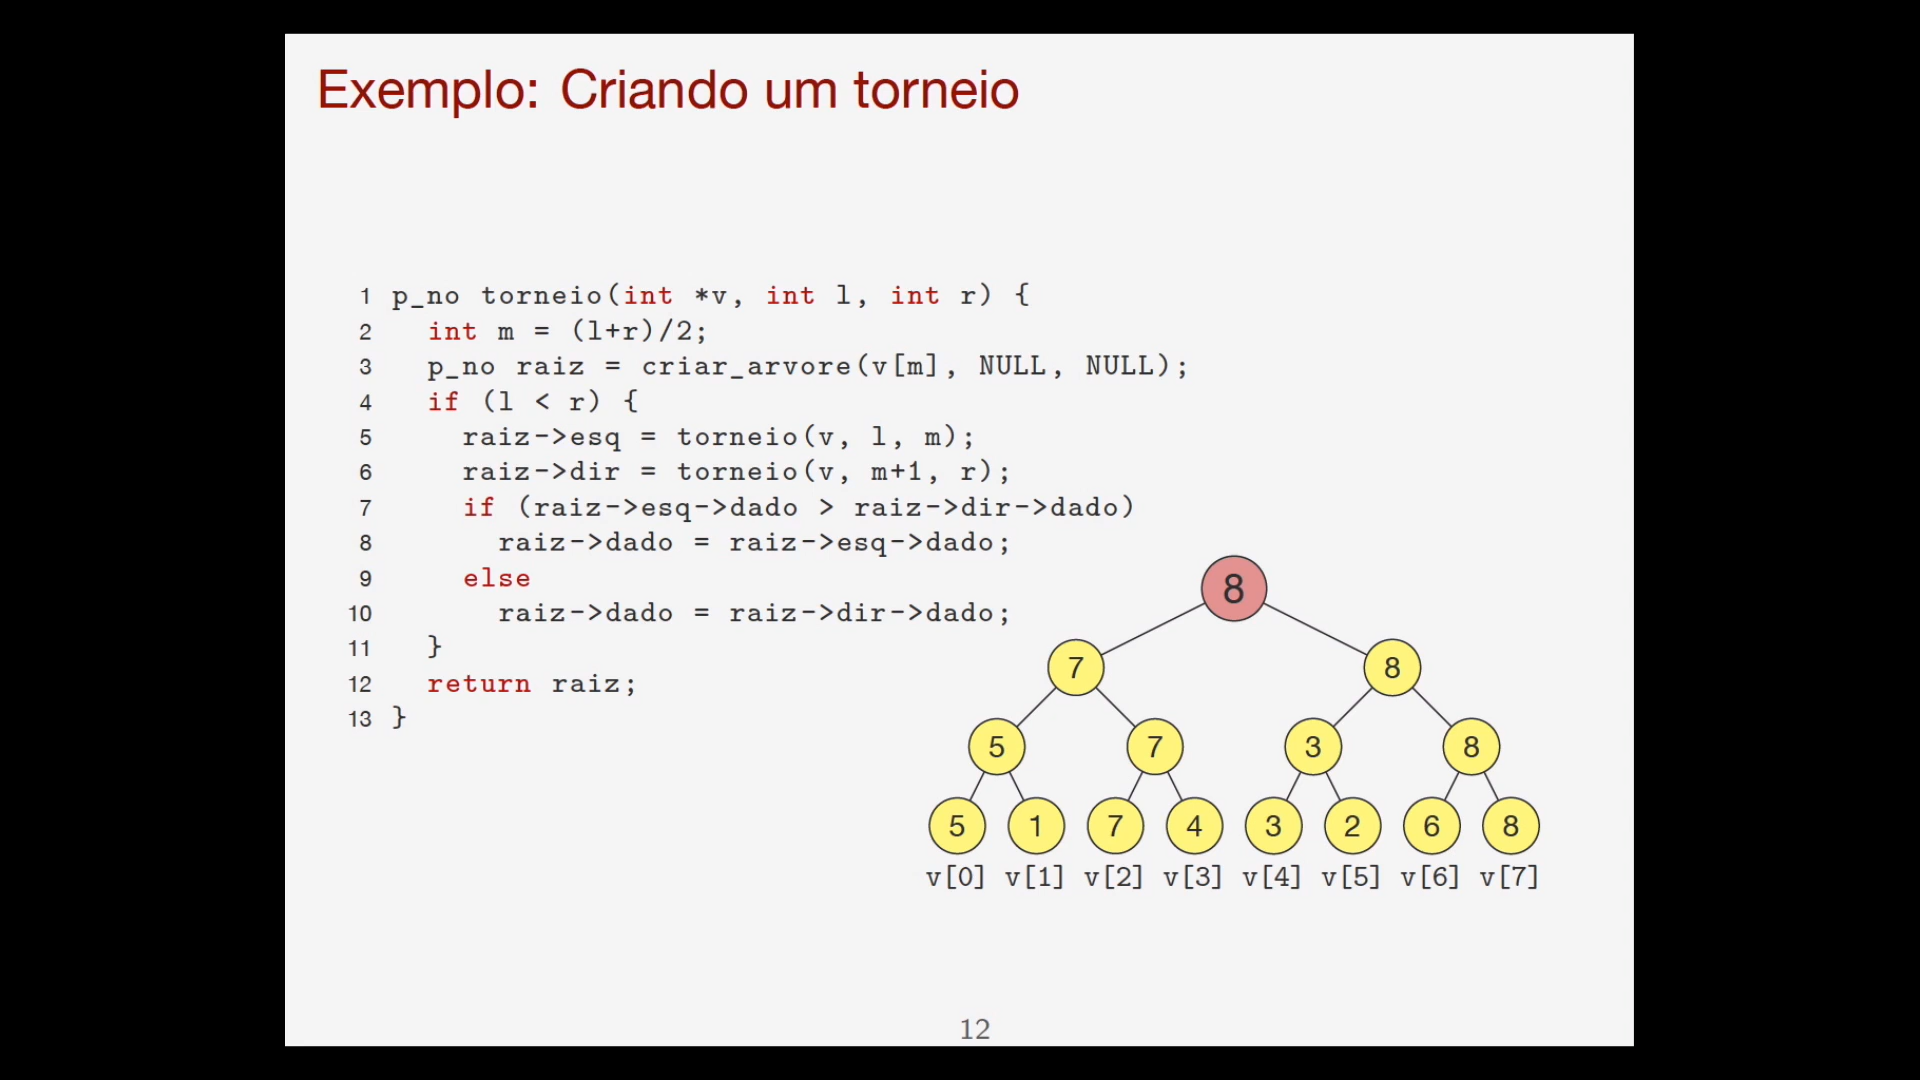 Exemplo: Criando um torneio
1 p_no torneio(int *v, int l, int r) {
2 int m = (l+r)/2;
3 p_no raiz = criar_arvore(v[m], NULL, NULL);
4 if (l < r) {
5 raiz->esq = torneio(v, l, m);
6 raiz->dir = torneio(v, m+1, r);
7 if (raiz->esq->dado > raiz->dir->dado)
8 raiz->dado = raiz->esq->dado;
9 else
10 raiz->dado = raiz->dir->dado;
11 }
12 return raiz;
13 }
8
7 8
5 7 3 8
5 1 7 4 3 2 6 8
v[0] v[1] v[2] v[3] v[4] v[5] v[6] v[7]
12